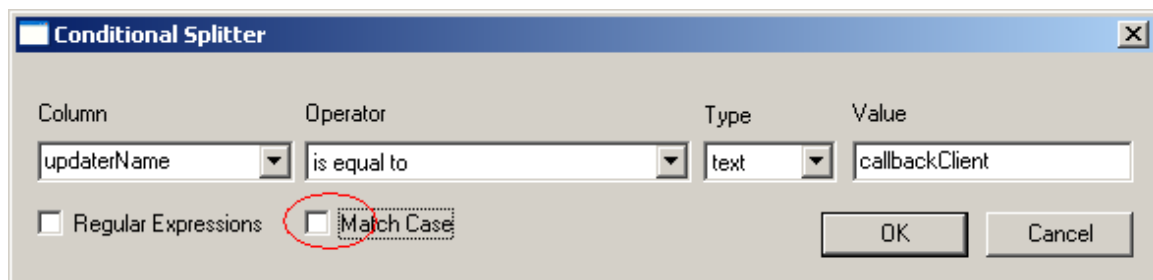 Conditional Splitter
Column Operator Type Value
updaterName is equal to text callbackClient
Regular Expressions Match Case OK Cancel